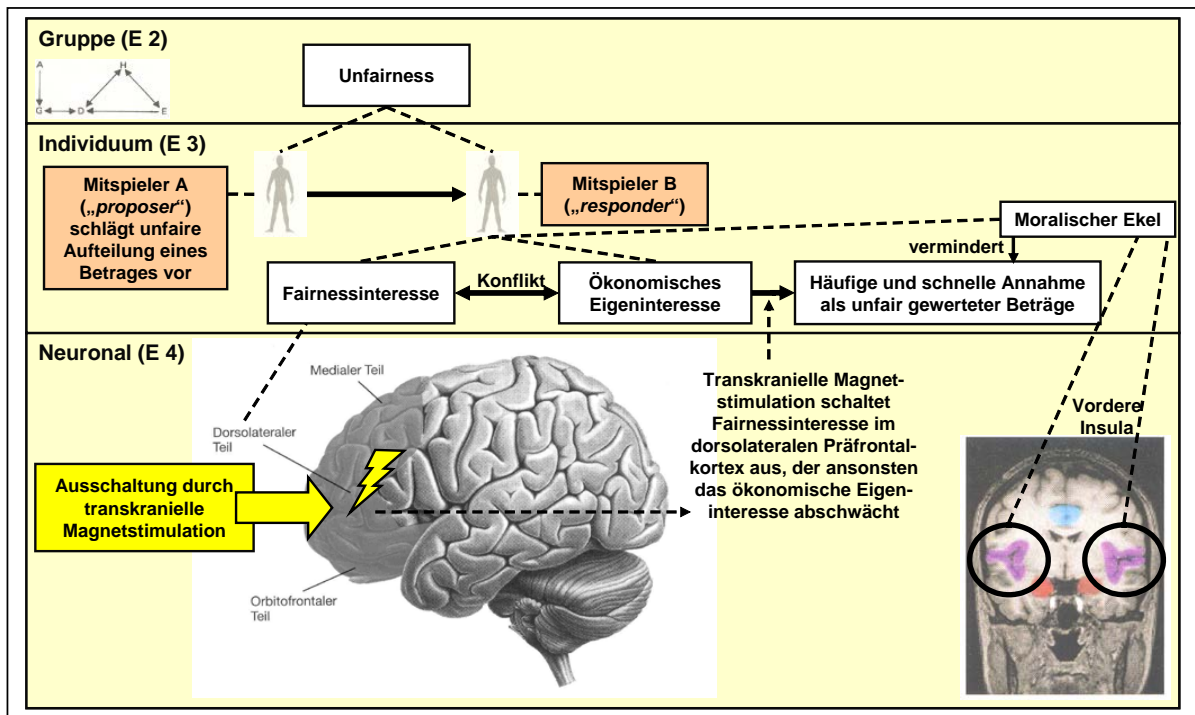 Gruppe (E 2)
A
H
G
D
E
Unfairness
Individuum (E 3)
Mitspieler A
(„proposer“)
schlägt unfaire
Aufteilung eines
Betrages vor
Mitspieler B
(„responder“)
Moralischer Ekel
vermindert
Fairnessinteresse
Konflikt
Ökonomisches
Eigeninteresse
Häufige und schnelle Annahme
als unfair gewerteter Beträge
Neuronal (E 4)
Medialer Teil
Dorsolateraler
Teil
Orbitofrontaler
Teil
Ausschaltung durch
transkranielle
Magnetstimulation
Transkranielle Magnet-
stimulation schaltet
Fairnessinteresse im
dorsolateralen Präfrontal-
kortex aus, der ansonsten
das ökonomische Eigen-
interesse abschwächt
Vordere
Insula